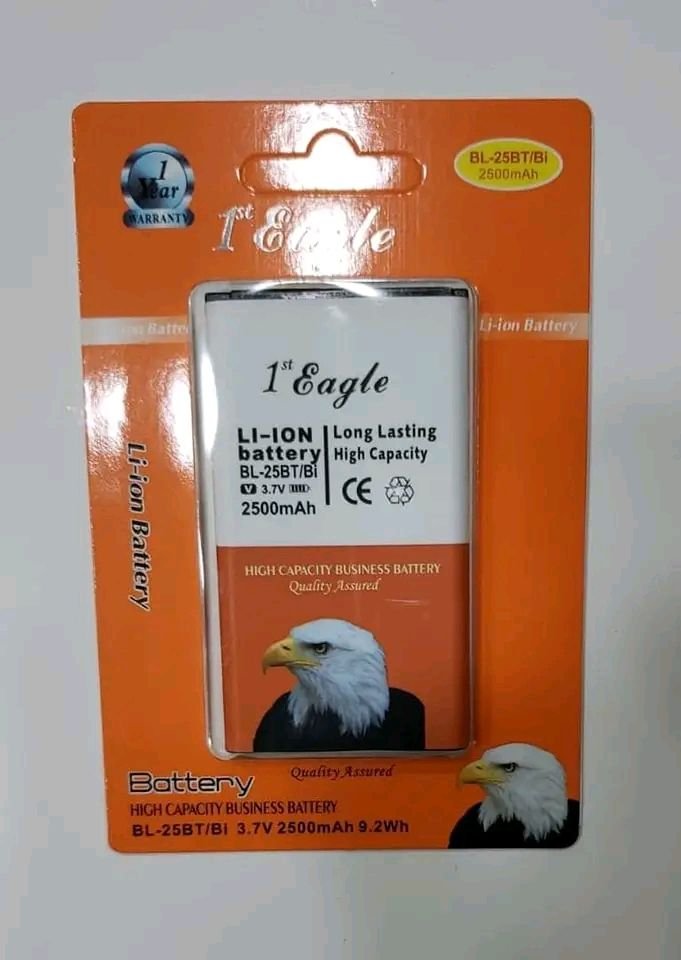 1
Year
WARRANTY
BL-25BT/Bi
2500mAh
1st Eagle
Li-ion Battery
1st Eagle
LI-ION
battery
BL-25BT/Bi
V 3.7V
2500mAh
Long Lasting
High Capacity
CE
HIGH CAPACITY BUSINESS BATTERY
Quality Assured
Li-ion Battery
Quality Assured
Battery
HIGH CAPACITY BUSINESS BATTERY
BL-25BT/Bi 3.7V 2500mAh 9.2Wh